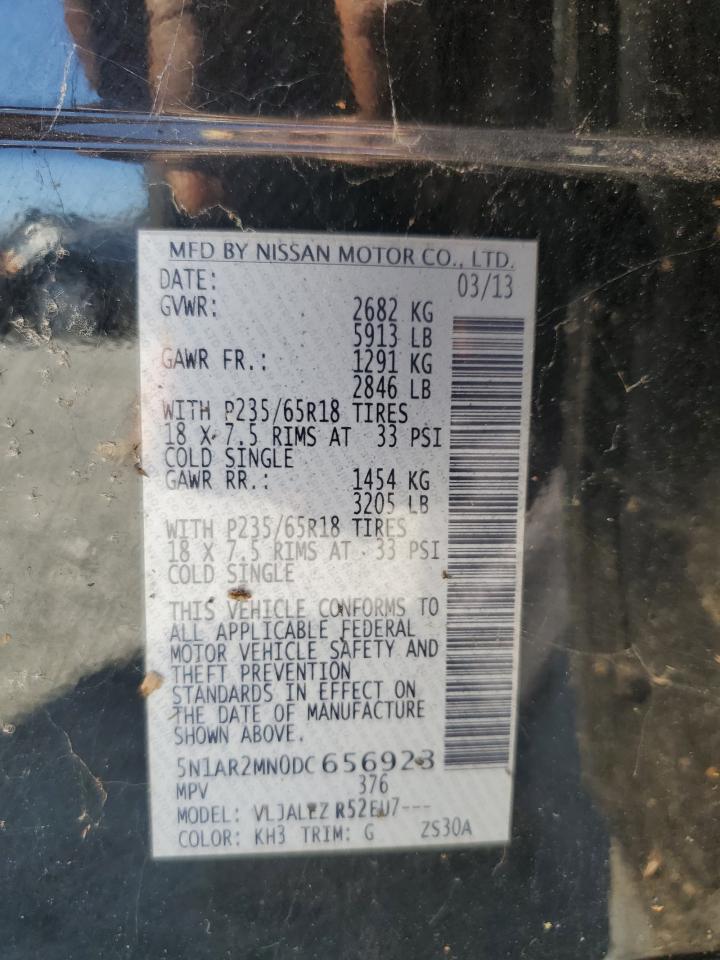 MFD BY NISSAN MOTOR CO., LTD.
DATE: 03/13
GVWR: 2682 KG
5913 LB
GAWR FR.: 1291 KG
2846 LB
WITH P235/65R18 TIRES
18 X 7.5 RIMS AT 33 PSI
COLD SINGLE
GAWR RR.: 1454 KG
3205 LB
WITH P235/65R18 TIRES
18 X 7.5 RIMS AT 33 PSI
COLD SINGLE
THIS VEHICLE CONFORMS TO
ALL APPLICABLE FEDERAL
MOTOR VEHICLE SAFETY AND
THEFT PREVENTION
STANDARDS IN EFFECT ON
THE DATE OF MANUFACTURE
SHOWN ABOVE.
5N1AR2MN0DC656923
MPV 376
MODEL: VLJALEZ R52EU7---
COLOR: KH3 TRIM: G ZS30A